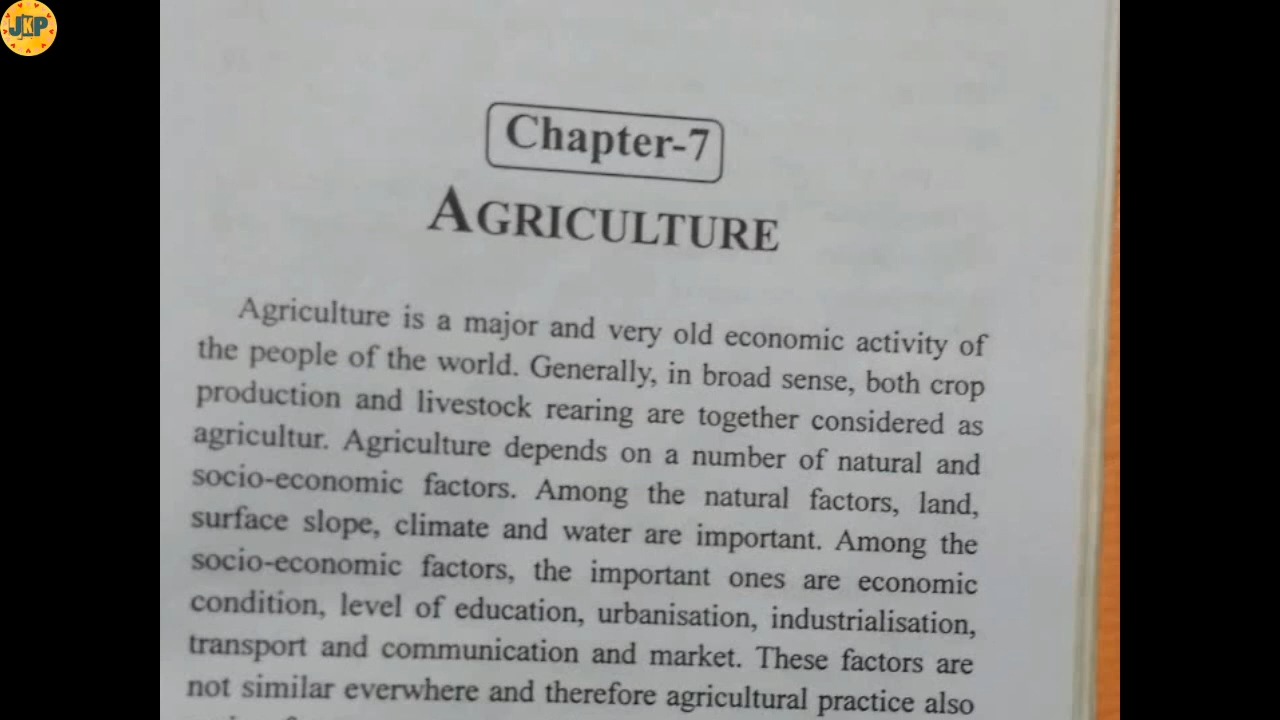 JKP
Chapter-7
AGRICULTURE
Agriculture is a major and very old economic activity of
the people of the world. Generally, in broad sense, both crop
production and livestock rearing are together considered as
agricultur. Agriculture depends on a number of natural and
socio-economic factors. Among the natural factors, land,
surface slope, climate and water are important. Among the
socio-economic factors, the important ones are economic
condition, level of education, urbanisation, industrialisation,
transport and communication and market. These factors are
not similar everwhere and therefore agricultural practice also